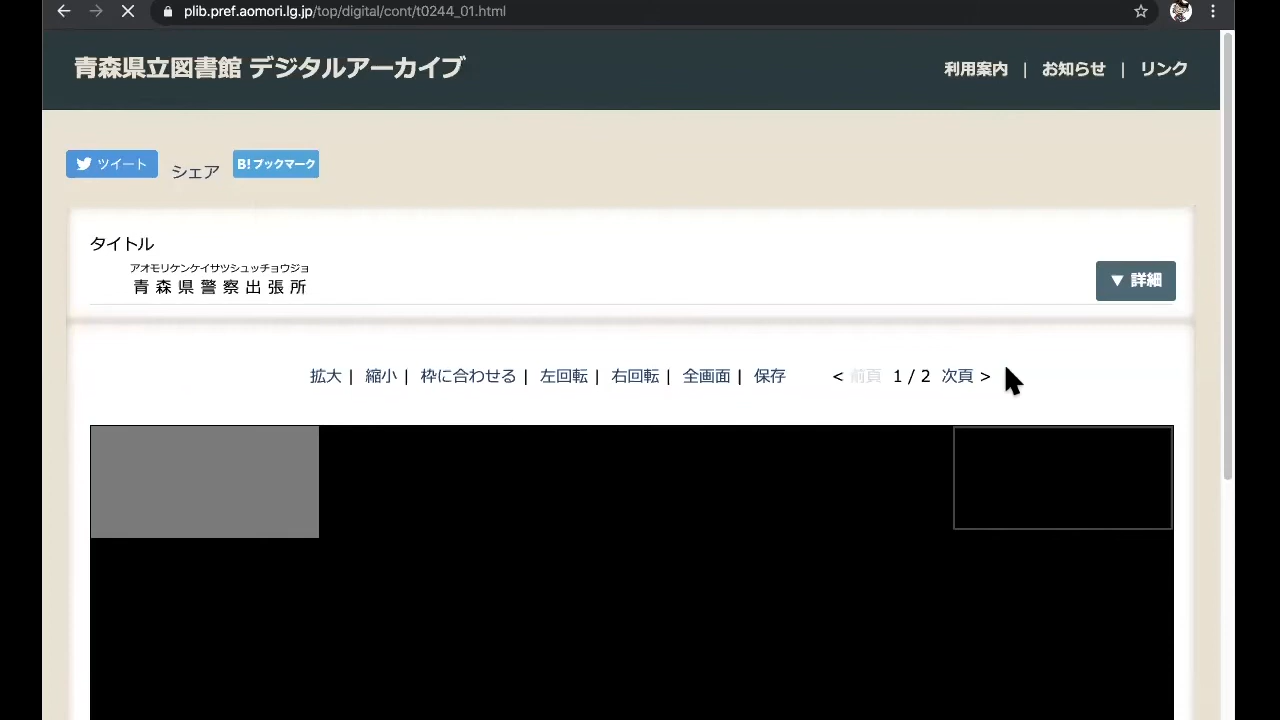 plib.pref.aomori.lg.jp/top/digital/cont/t0244_01.html
青森県立図書館 デジタルアーカイブ
利用案内 | お知らせ | リンク
ツイート シェア B!ブックマーク
タイトル
アオモリケンケイサツシュッチョウジョ
青森県警察出張所
▼ 詳細
拡大 | 縮小 | 枠に合わせる | 左回転 | 右回転 | 全画面 | 保存 < 前頁 1 / 2 次頁 >